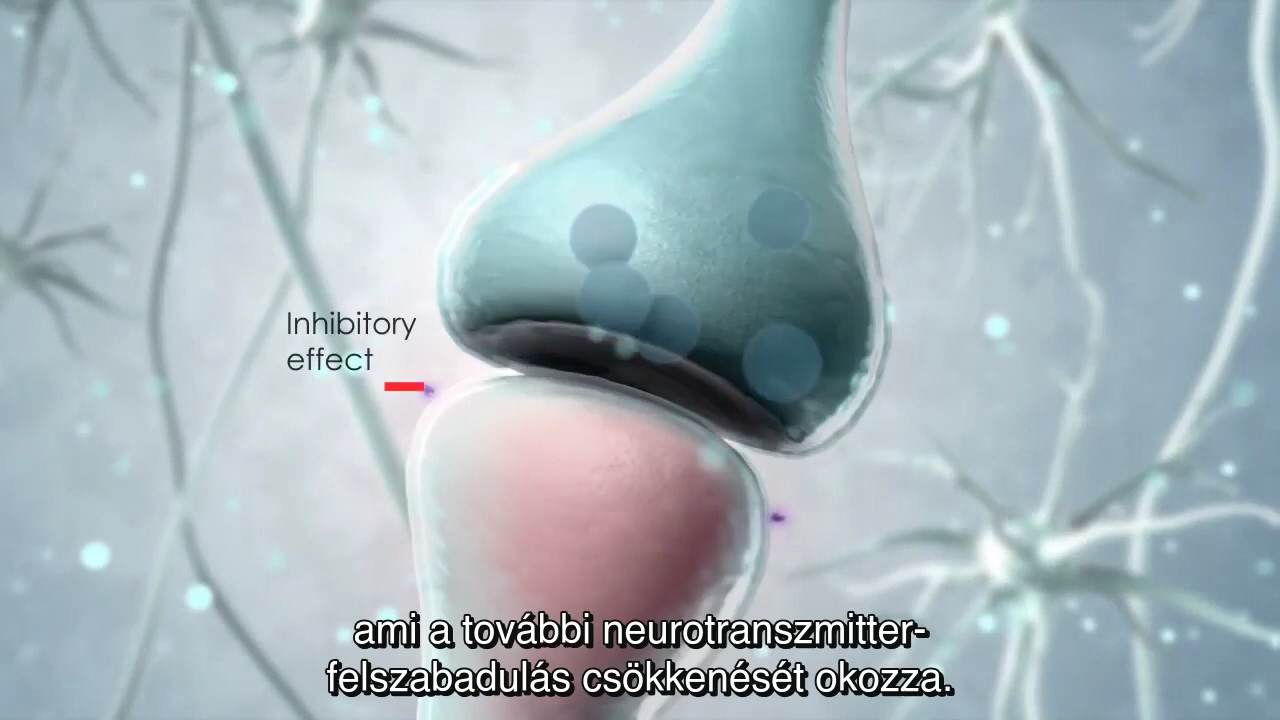 Inhibitory
effect
ami a további neurotranszmitter-
felszabadulás csökkenését okozza.